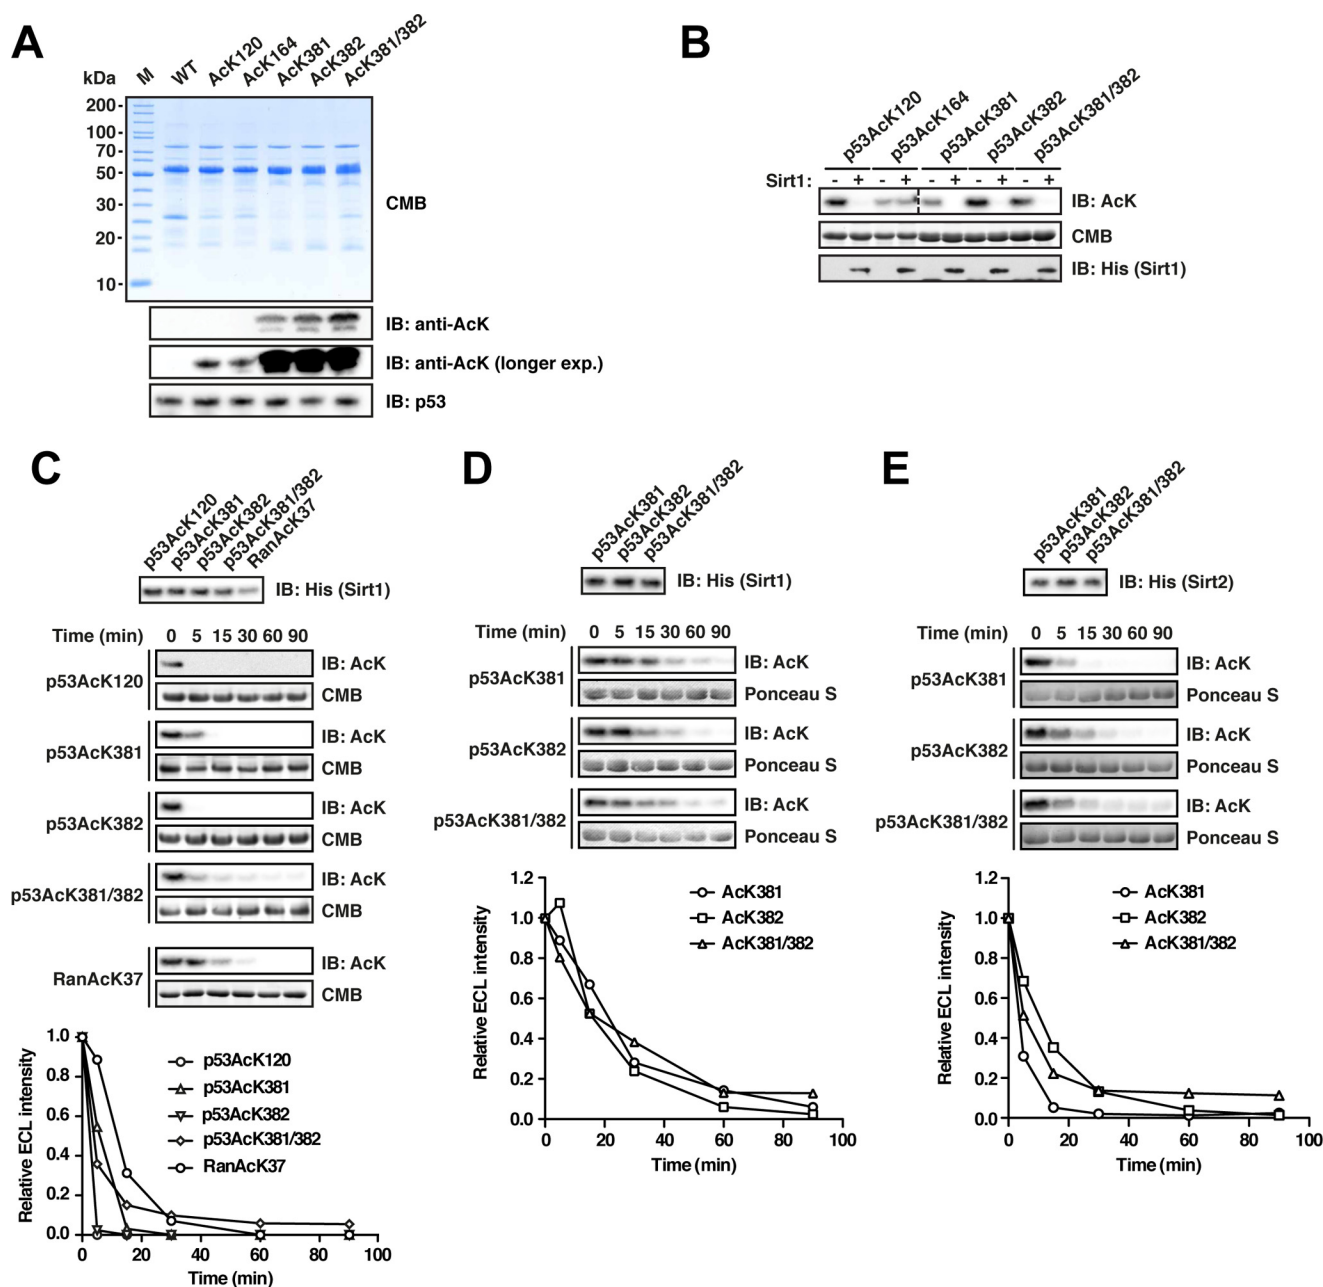 A
kDa M WT AcK120 AcK164 AcK381 AcK382 AcK381/382
200-
100-
70-
50-
30-
20-
10-
CMB
IB: anti-AcK
IB: anti-AcK (longer exp.)
IB: p53
B
p53AcK120 p53AcK164 p53AcK381 p53AcK382 p53AcK381/382
Sirt1: - + - + - + - + - +
IB: AcK
CMB
IB: His (Sirt1)
C
p53AcK120 p53AcK381 p53AcK382 p53AcK381/382 RanAcK37
IB: His (Sirt1)
Time (min) 0 5 15 30 60 90
p53AcK120
IB: AcK
CMB
p53AcK381
IB: AcK
CMB
p53AcK382
IB: AcK
CMB
p53AcK381/382
IB: AcK
CMB
RanAcK37
IB: AcK
CMB
Relative ECL intensity
1.0
0.8
0.6
0.4
0.2
0.0
p53AcK120
p53AcK381
p53AcK382
p53AcK381/382
RanAcK37
0 20 40 60 80 100
Time (min)
D
p53AcK381 p53AcK382 p53AcK381/382
IB: His (Sirt1)
Time (min) 0 5 15 30 60 90
p53AcK381
IB: AcK
Ponceau S
p53AcK382
IB: AcK
Ponceau S
p53AcK381/382
IB: AcK
Ponceau S
Relative ECL intensity
1.2
1.0
0.8
0.6
0.4
0.2
0.0
AcK381
AcK382
AcK381/382
0 20 40 60 80 100
Time (min)
E
p53AcK381 p53AcK382 p53AcK381/382
IB: His (Sirt2)
Time (min) 0 5 15 30 60 90
p53AcK381
IB: AcK
Ponceau S
p53AcK382
IB: AcK
Ponceau S
p53AcK381/382
IB: AcK
Ponceau S
Relative ECL intensity
1.2
1.0
0.8
0.6
0.4
0.2
0.0
AcK381
AcK382
AcK381/382
0 20 40 60 80 100
Time (min)